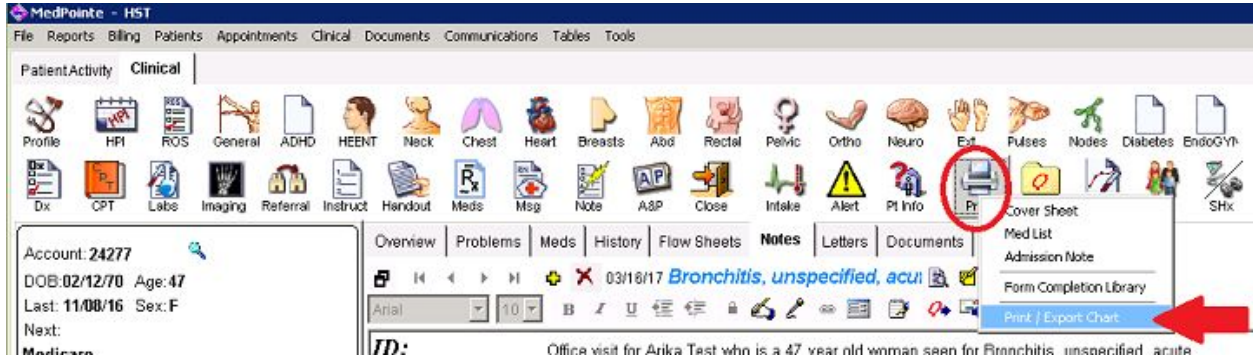 MedPointe - HST
File Reports Billing Patients Appointments Clinical Documents Communications Tables Tools
PatientActivity Clinical
Profile HPI ROS General ADHD HEENT Neck Chest Heart Breasts Abd Rectal Pelvic Ortho Neuro Ext Pulses Nodes Diabetes EndoGYN
Dx CPT Labs Imaging Referral Instruct Handout Meds Msg Note A&P Close Intake Alert Pt Info Pr SHx
Cover Sheet
Med List
Admission Note
Form Completion Library
Print / Export Chart
Account: 24277
DOB:02/12/70 Age:47
Last: 11/08/16 Sex:F
Next:
Medicare
Overview Problems Meds History Flow Sheets Notes Letters Documents
03/16/17 Bronchitis, unspecified, acu
Arial 10 B I U
ID: Office visit for Arika Test who is a 47 year old woman seen for Bronchitis, unspecified, acute